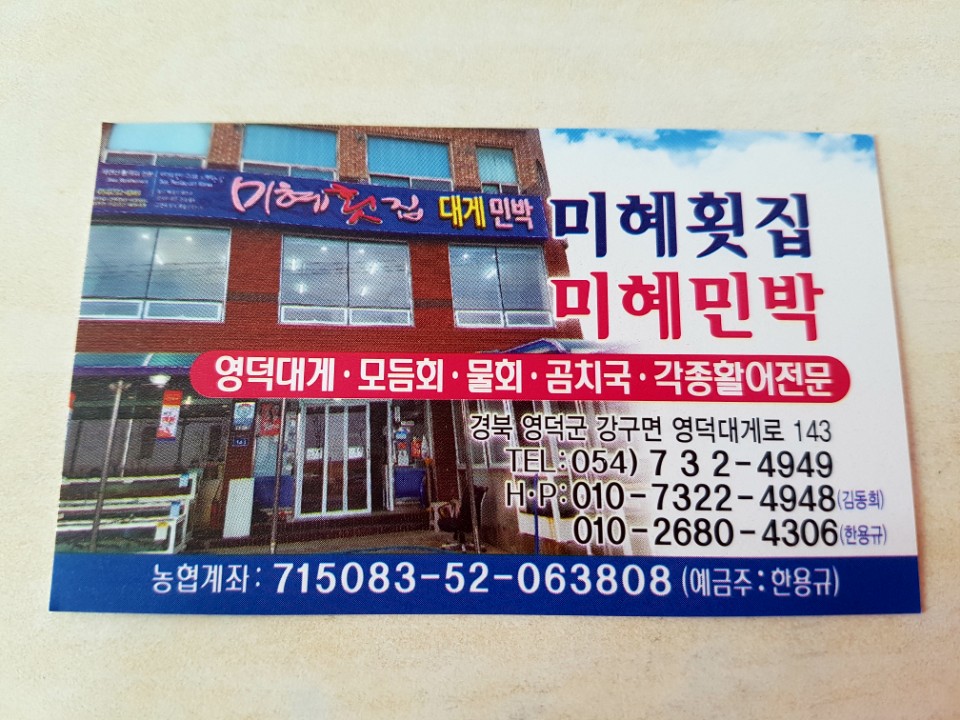 미혜횟집 대게 민박
미혜횟집
미혜민박
영덕대게·모듬회·물회·곰치국·각종활어전문
경북 영덕군 강구면 영덕대게로 143
TEL:054) 7 3 2-4949
H·P:010-7322-4948(김동희)
010-2680-4306(한용규)
농협계좌: 715083-52-063808 (예금주:한용규)